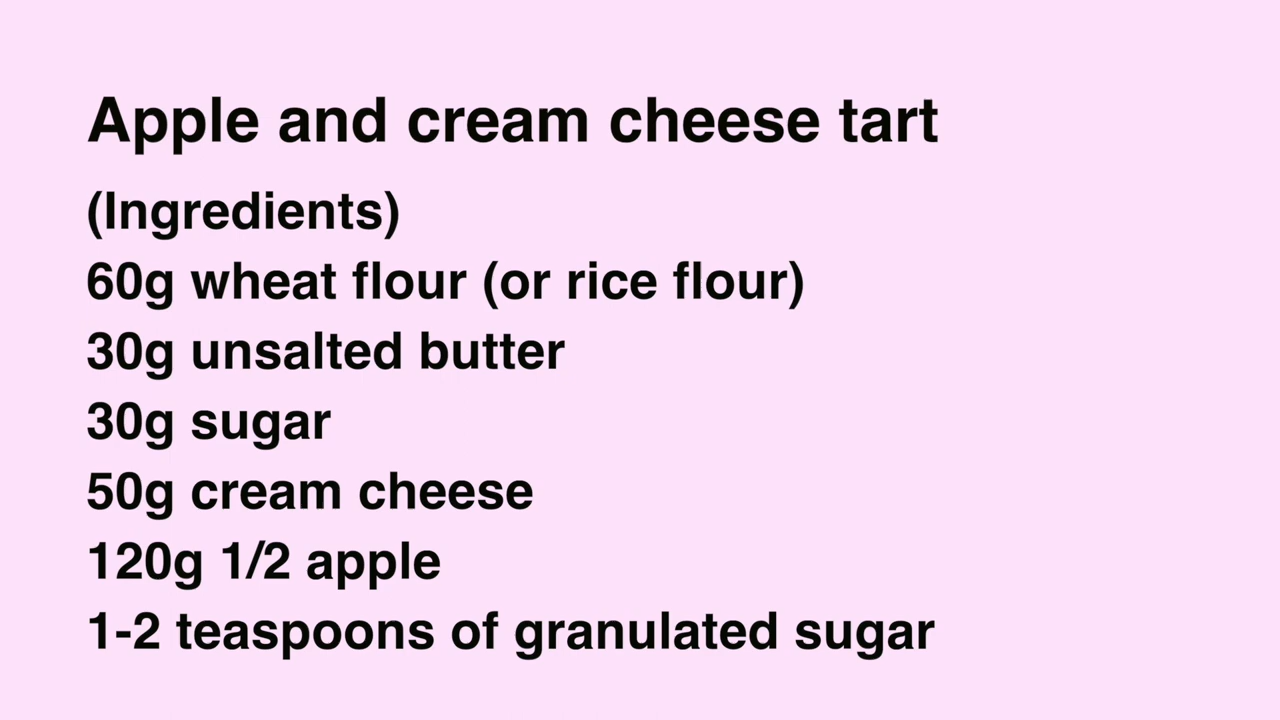 Apple and cream cheese tart
(Ingredients)
60g wheat flour (or rice flour)
30g unsalted butter
30g sugar
50g cream cheese
120g 1/2 apple
1-2 teaspoons of granulated sugar